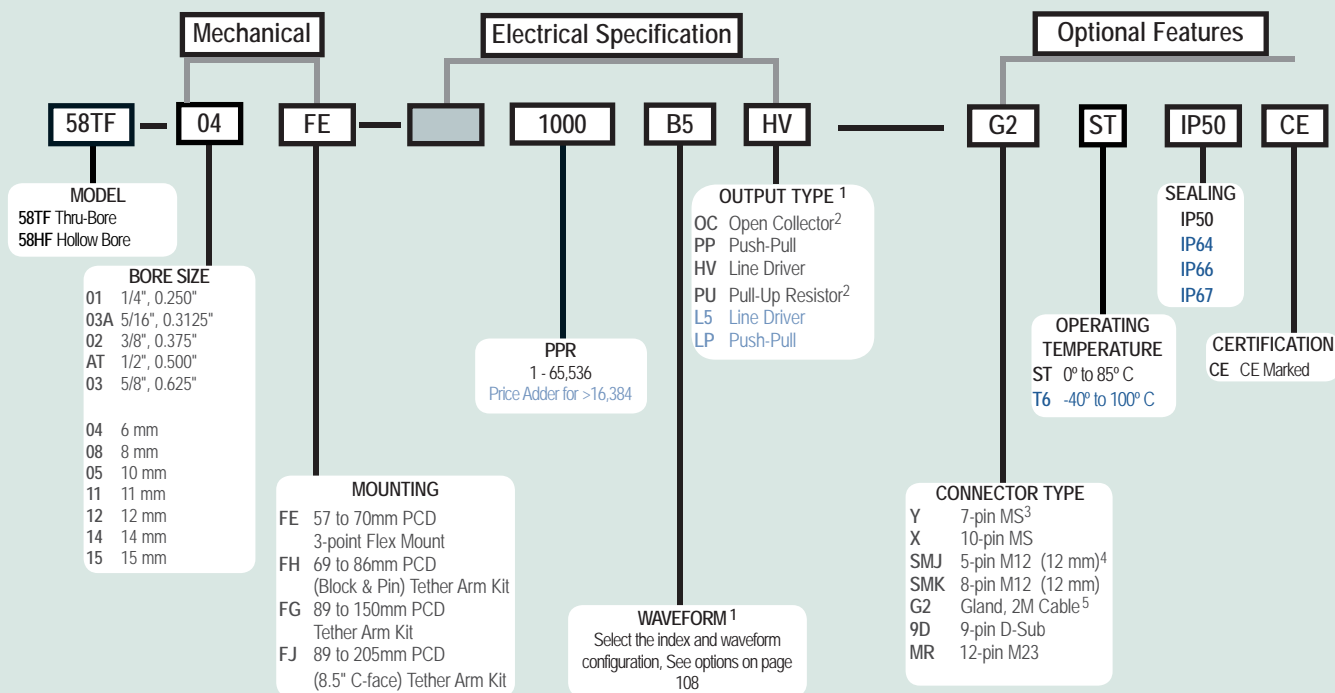 Mechanical
Electrical Specification
Optional Features
58TF – 04 FE – 1000 B5 HV — G2 ST IP50 CE
MODEL
58TF Thru-Bore
58HF Hollow Bore
BORE SIZE
01 1/4", 0.250"
03A 5/16", 0.3125"
02 3/8", 0.375"
AT 1/2", 0.500"
03 5/8", 0.625"
04 6 mm
08 8 mm
05 10 mm
11 11 mm
12 12 mm
14 14 mm
15 15 mm
MOUNTING
FE 57 to 70mm PCD
3-point Flex Mount
FH 69 to 86mm PCD
(Block & Pin) Tether Arm Kit
FG 89 to 150mm PCD
Tether Arm Kit
FJ 89 to 205mm PCD
(8.5" C-face) Tether Arm Kit
PPR
1 - 65,536
Price Adder for >16,384
WAVEFORM 1
Select the index and waveform
configuration, See options on page
108
OUTPUT TYPE 1
OC Open Collector2
PP Push-Pull
HV Line Driver
PU Pull-Up Resistor2
L5 Line Driver
LP Push-Pull
CONNECTOR TYPE
Y 7-pin MS3
X 10-pin MS
SMJ 5-pin M12 (12 mm)4
SMK 8-pin M12 (12 mm)
G2 Gland, 2M Cable5
9D 9-pin D-Sub
MR 12-pin M23
OPERATING
TEMPERATURE
ST 0º to 85º C
T6 -40º to 100º C
SEALING
IP50
IP64
IP66
IP67
CERTIFICATION
CE CE Marked